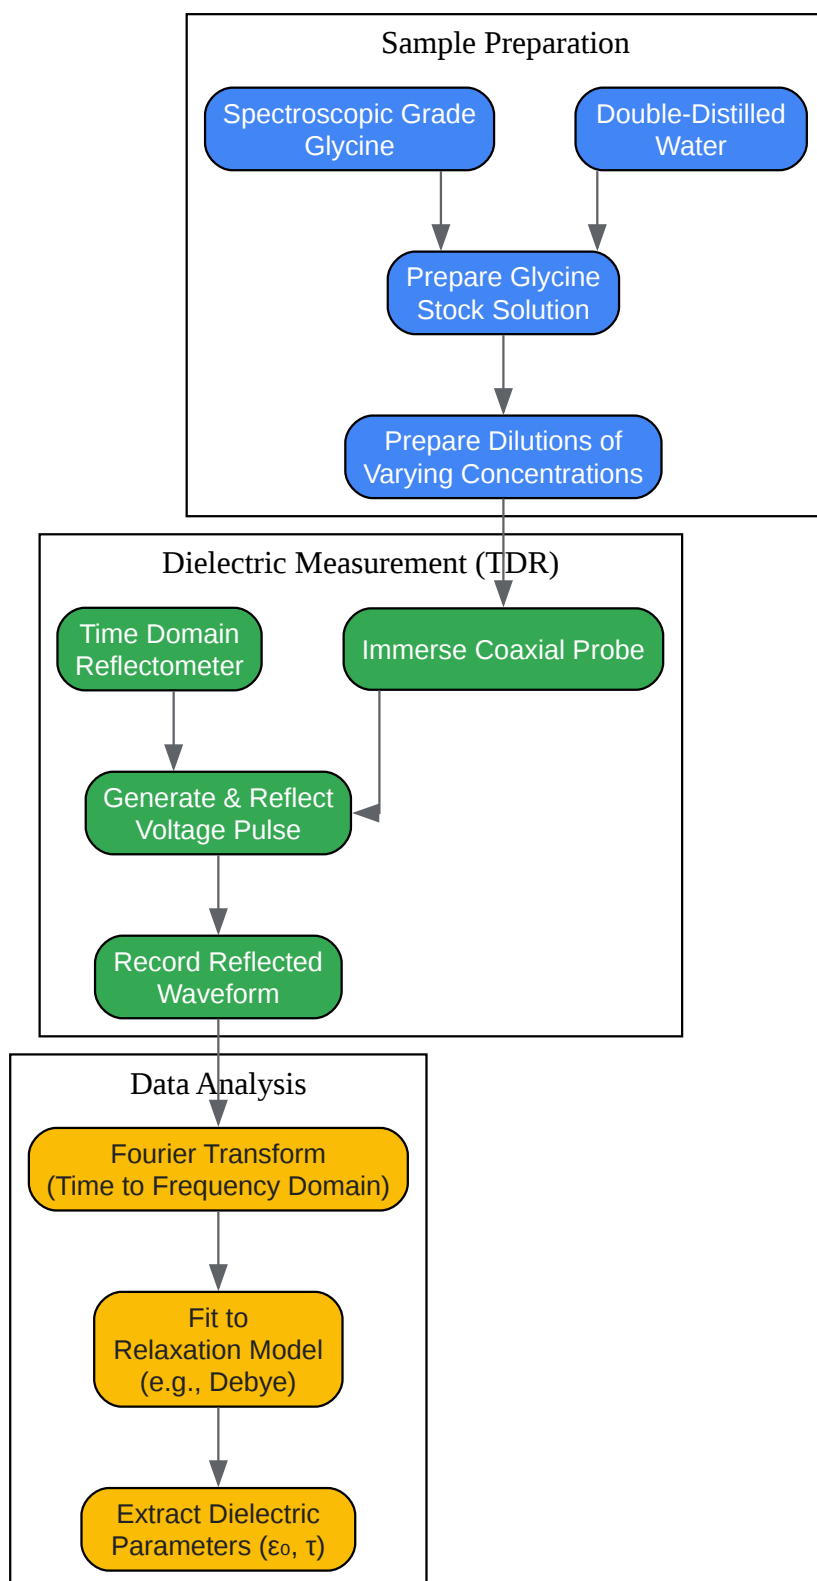 Sample Preparation
Spectroscopic Grade
Glycine
Double-Distilled
Water
Prepare Glycine
Stock Solution
Prepare Dilutions of
Varying Concentrations
Dielectric Measurement (TDR)
Time Domain
Reflectometer
Immerse Coaxial Probe
Generate & Reflect
Voltage Pulse
Record Reflected
Waveform
Data Analysis
Fourier Transform
(Time to Frequency Domain)
Fit to
Relaxation Model
(e.g., Debye)
Extract Dielectric
Parameters (ε₀, τ)